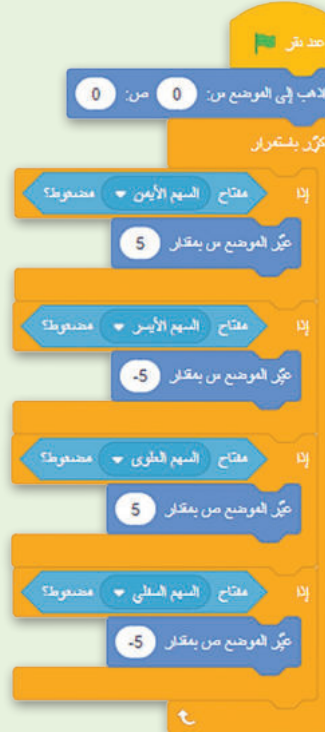 عند نقر
اذهب إلى الموضع س: 0 ص: 0
كرّر باستمرار
إذا مفتاح السهم الأيمن مضغوط؟
غيّر الموضع س بمقدار 5
إذا مفتاح السهم الأيسر مضغوط؟
غيّر الموضع س بمقدار -5
إذا مفتاح السهم العلوي مضغوط؟
غيّر الموضع ص بمقدار 5
إذا مفتاح السهم السفلي مضغوط؟
غيّر الموضع ص بمقدار -5